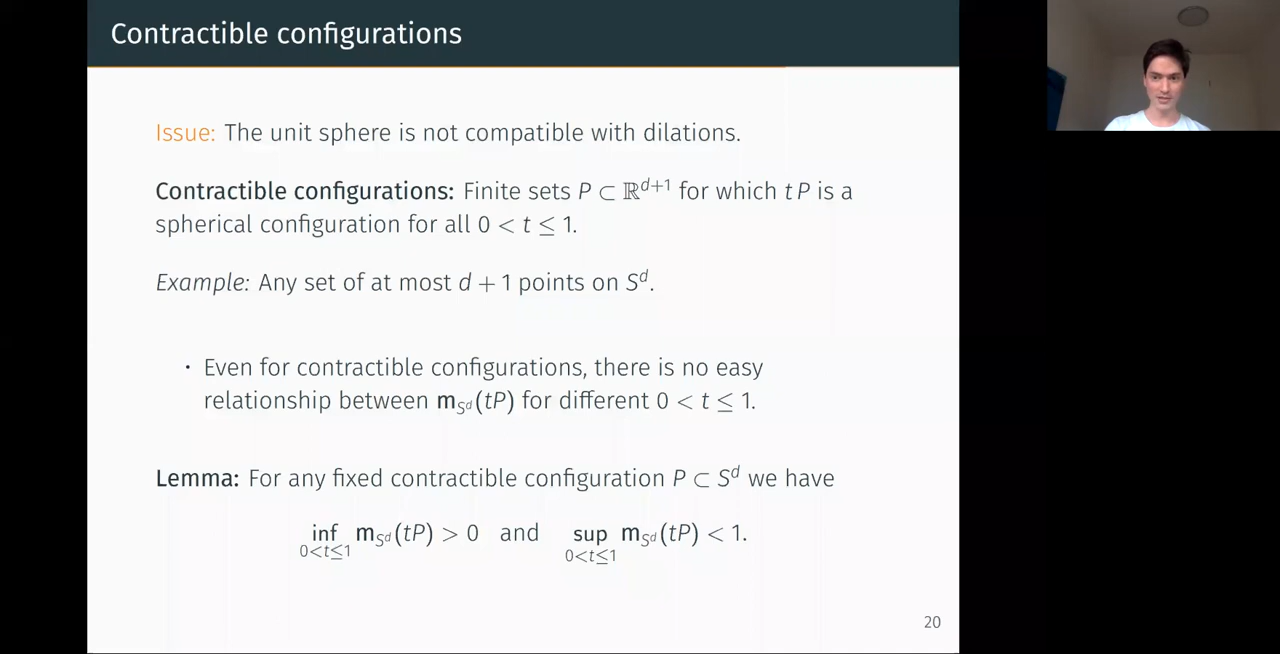 Contractible configurations
Issue: The unit sphere is not compatible with dilations.
Contractible configurations: Finite sets P ⊂ ℝ^{d+1} for which tP is a
spherical configuration for all 0 < t ≤ 1.
Example: Any set of at most d + 1 points on S^d.
· Even for contractible configurations, there is no easy
relationship between m_{S^d}(tP) for different 0 < t ≤ 1.
Lemma: For any fixed contractible configuration P ⊂ S^d we have
inf_{0<t≤1} m_{S^d}(tP) > 0 and sup_{0<t≤1} m_{S^d}(tP) < 1.
20